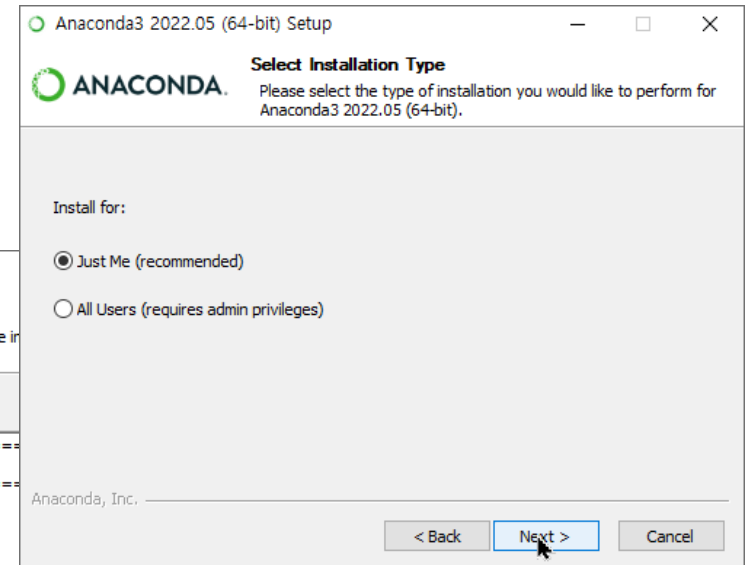 Anaconda3 2022.05 (64-bit) Setup
ANACONDA.
Select Installation Type
Please select the type of installation you would like to perform for
Anaconda3 2022.05 (64-bit).
Install for:
Just Me (recommended)
All Users (requires admin privileges)
==
==
Anaconda, Inc.
< Back
Next >
Cancel